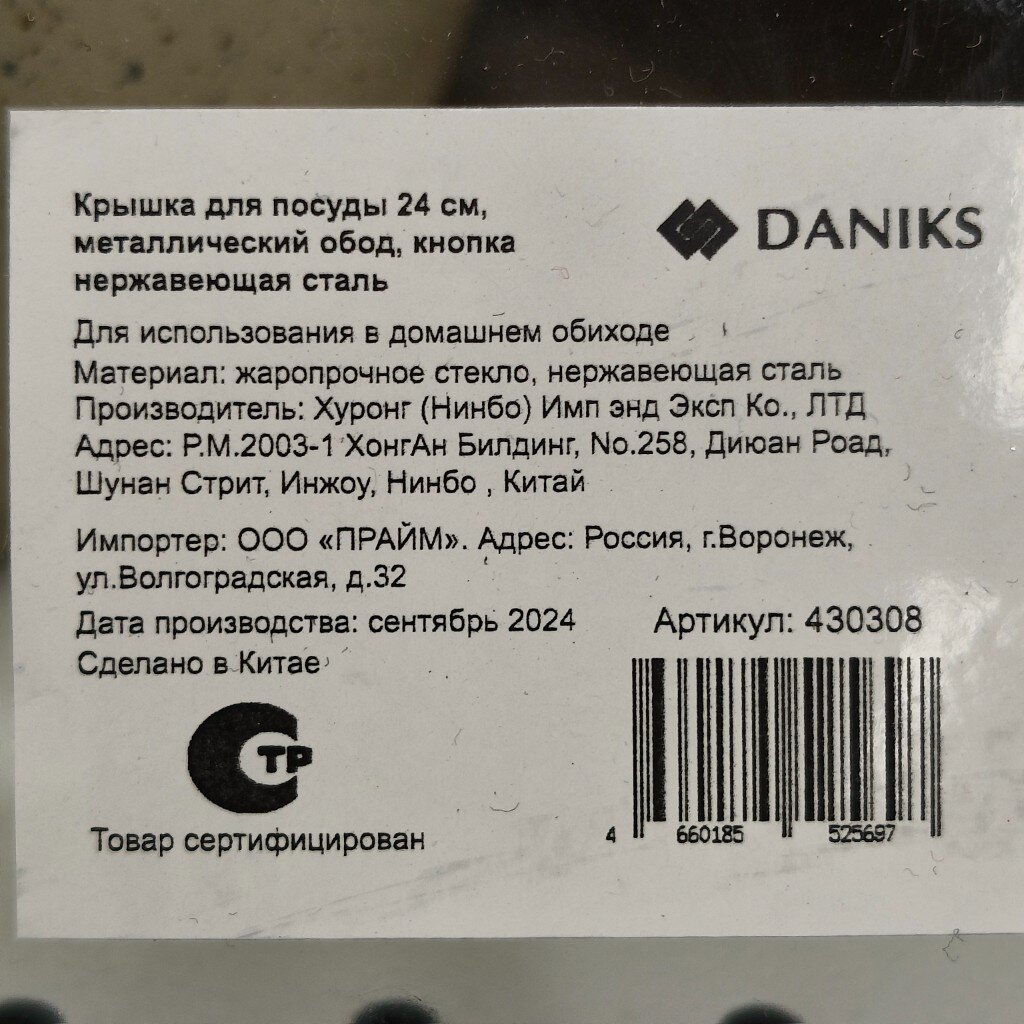 Крышка для посуды 24 см,
металлический обод, кнопка
нержавеющая сталь
DANIKS
Для использования в домашнем обиходе
Материал: жаропрочное стекло, нержавеющая сталь
Производитель: Хуронг (Нинбо) Имп энд Эксп Ко., ЛТД
Адрес: Р.М.2003-1 ХонгАн Билдинг, No.258, Диюан Роад,
Шунан Стрит, Инжоу, Нинбо , Китай
Импортер: ООО «ПРАЙМ». Адрес: Россия, г.Воронеж,
ул.Волгоградская, д.32
Дата производства: сентябрь 2024
Сделано в Китае
Артикул: 430308
ТР
Товар сертифицирован
4 660185 525697